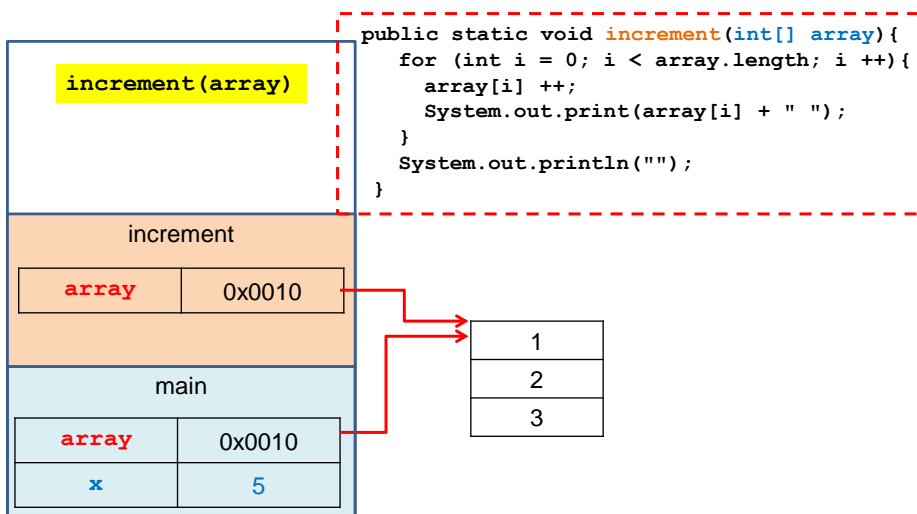 public static void increment(int[] array){
for (int i = 0; i < array.length; i ++){
array[i] ++;
System.out.print(array[i] + " ");
}
System.out.println("");
}
increment(array)
increment
array 0x0010
main
array 0x0010
x 5
1
2
3